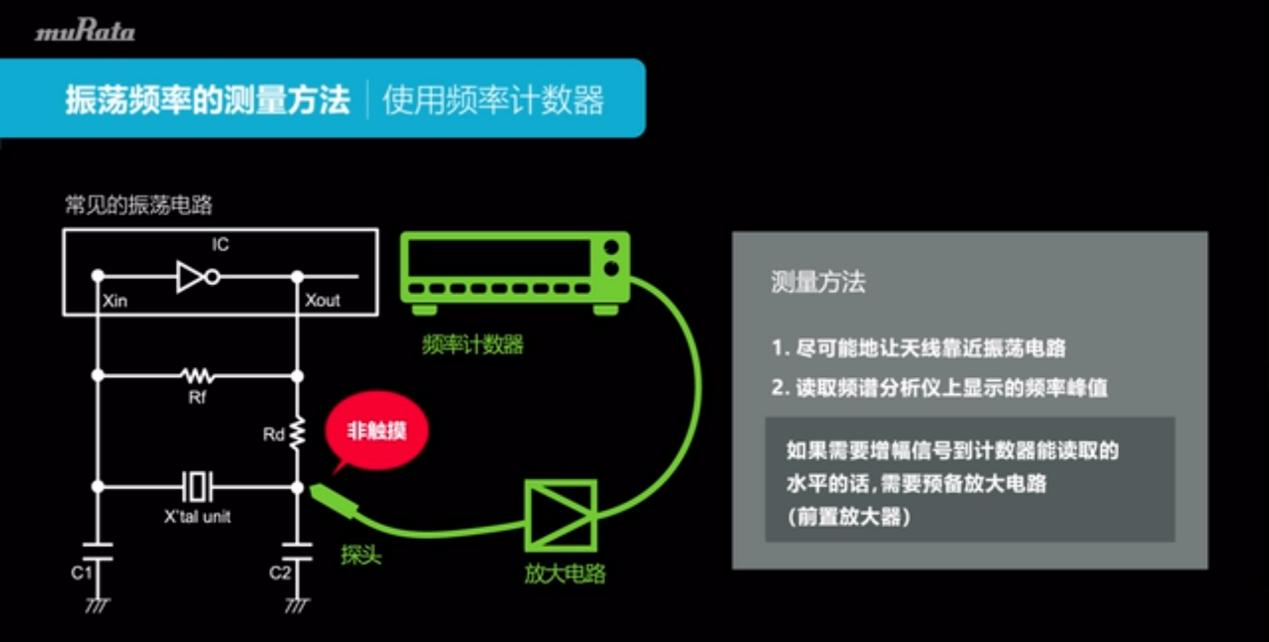 muRata
振荡频率的测量方法 | 使用频率计数器
常见的振荡电路
IC
Xin
Xout
频率计数器
Rf
Rd
非触摸
X'tal unit
C1
C2
探头
放大电路
测量方法
1. 尽可能地让天线靠近振荡电路
2. 读取频谱分析仪上显示的频率峰值
如果需要增幅信号到计数器能读取的
水平的话,需要预备放大电路
(前置放大器)